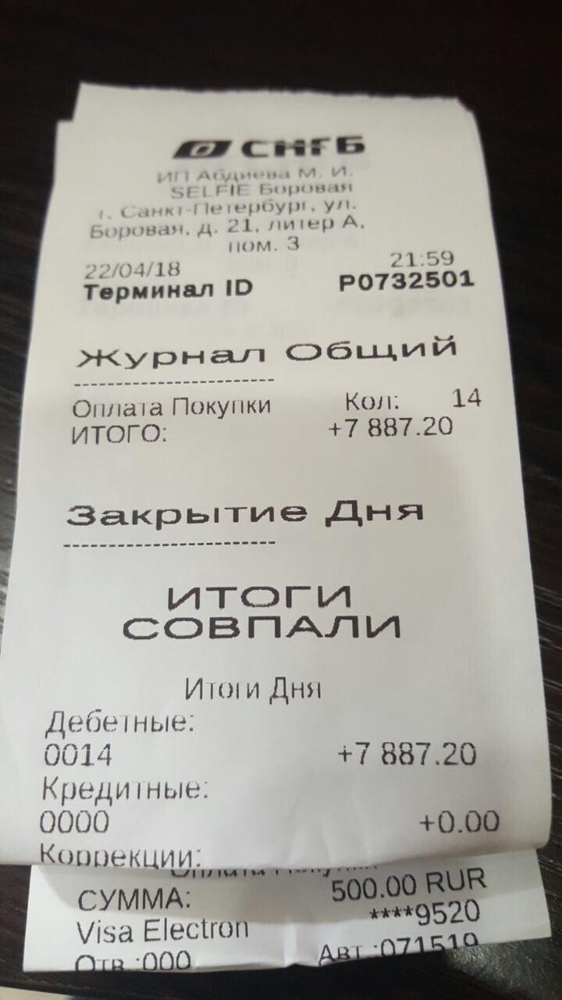 СНГБ
ИП Абдиева М. И.
SELFIE Боровая
г. Санкт-Петербург, ул.
Боровая, д. 21, литер А,
пом. 3
22/04/18 21:59
Терминал ID P0732501
Журнал Общий
Оплата Покупки Кол: 14
ИТОГО: +7 887.20
Закрытие Дня
ИТОГИ
СОВПАЛИ
Итоги Дня
Дебетные:
0014 +7 887.20
Кредитные:
0000 +0.00
Коррекции:
Оплата Покупки
СУММА: 500.00 RUR
Visa Electron ****9520
Отв.:000 Авт.:071519